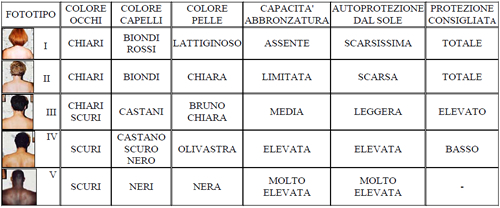 FOTOTIPO COLORE OCCHI COLORE CAPELLI COLORE PELLE CAPACITA' ABBRONZATURA AUTOPROTEZIONE DAL SOLE PROTEZIONE CONSIGLIATA
I CHIARI BIONDI ROSSI LATTIGINOSO ASSENTE SCARSISSIMA TOTALE
II CHIARI BIONDI CHIARA LIMITATA SCARSA TOTALE
III CHIARI SCURI CASTANI BRUNO CHIARA MEDIA LEGGERA ELEVATO
IV SCURI CASTANO SCURO NERO OLIVASTRA ELEVATA ELEVATA BASSO
V SCURI NERI NERA MOLTO ELEVATA MOLTO ELEVATA -